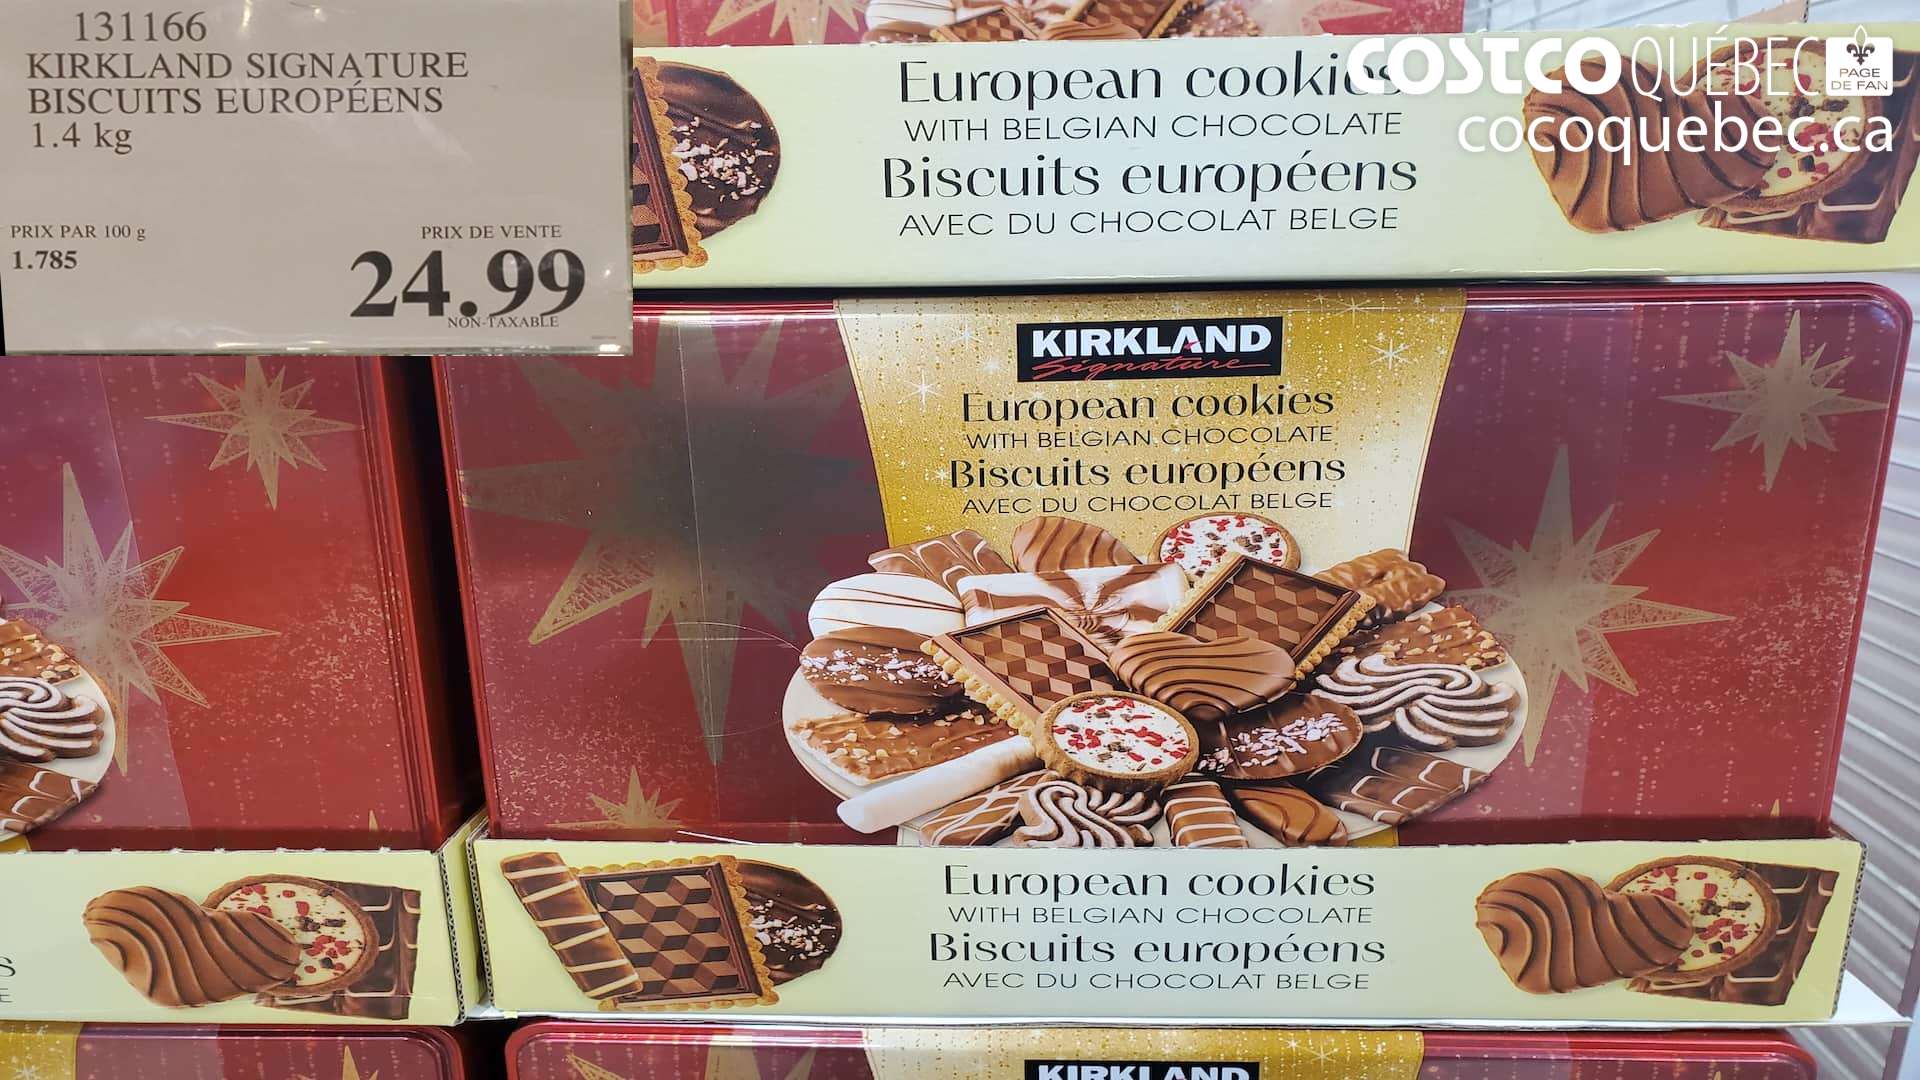 131166
KIRKLAND SIGNATURE
BISCUITS EUROPÉENS
1.4 kg
PRIX PAR 100 g
1.785
PRIX DE VENTE
24.99
NON-TAXABLE
European cookies
WITH BELGIAN CHOCOLATE
Biscuits européens
AVEC DU CHOCOLAT BELGE
COSTCO QUÉBEC
PAGE
DE FAN
cocoquebec.ca
KIRKLAND
Signature
European cookies
WITH BELGIAN CHOCOLATE
Biscuits européens
AVEC DU CHOCOLAT BELGE
European cookies
WITH BELGIAN CHOCOLATE
Biscuits européens
AVEC DU CHOCOLAT BELGE
S
E
KIRKLAND